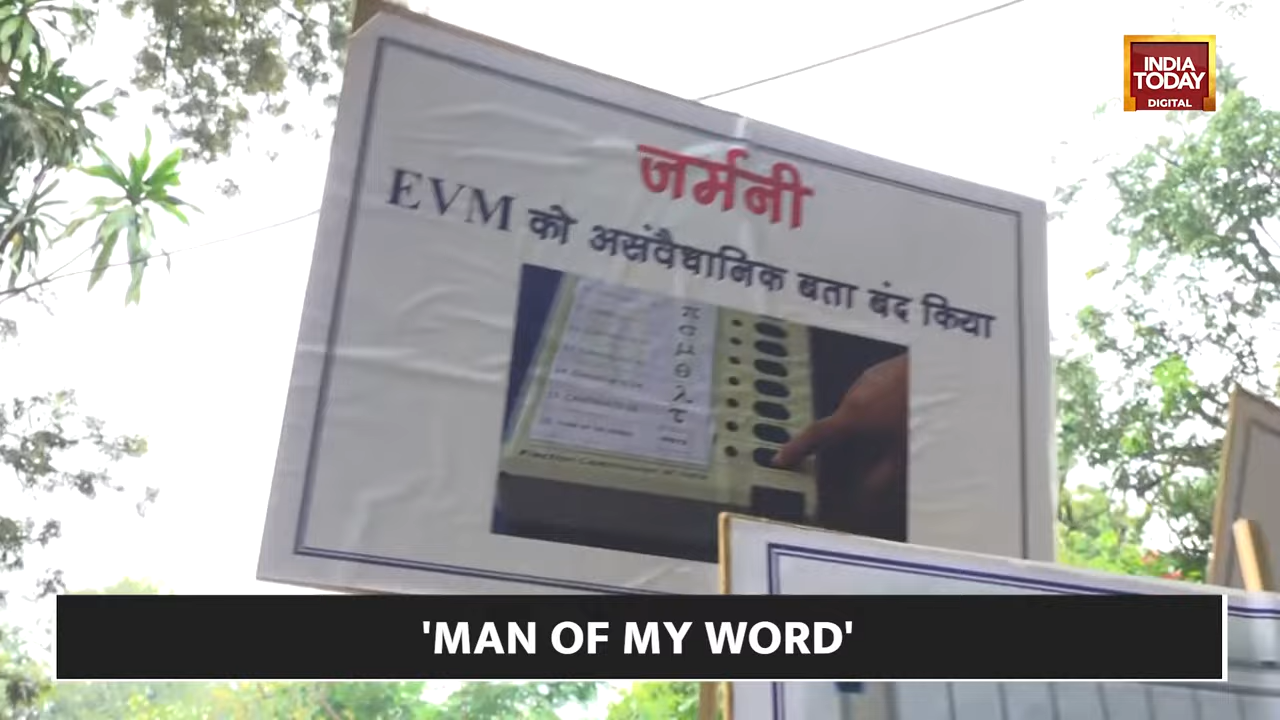 INDIA
TODAY
DIGITAL
जर्मनी
EVM को असंवैधानिक बता बंद किया
'MAN OF MY WORD'